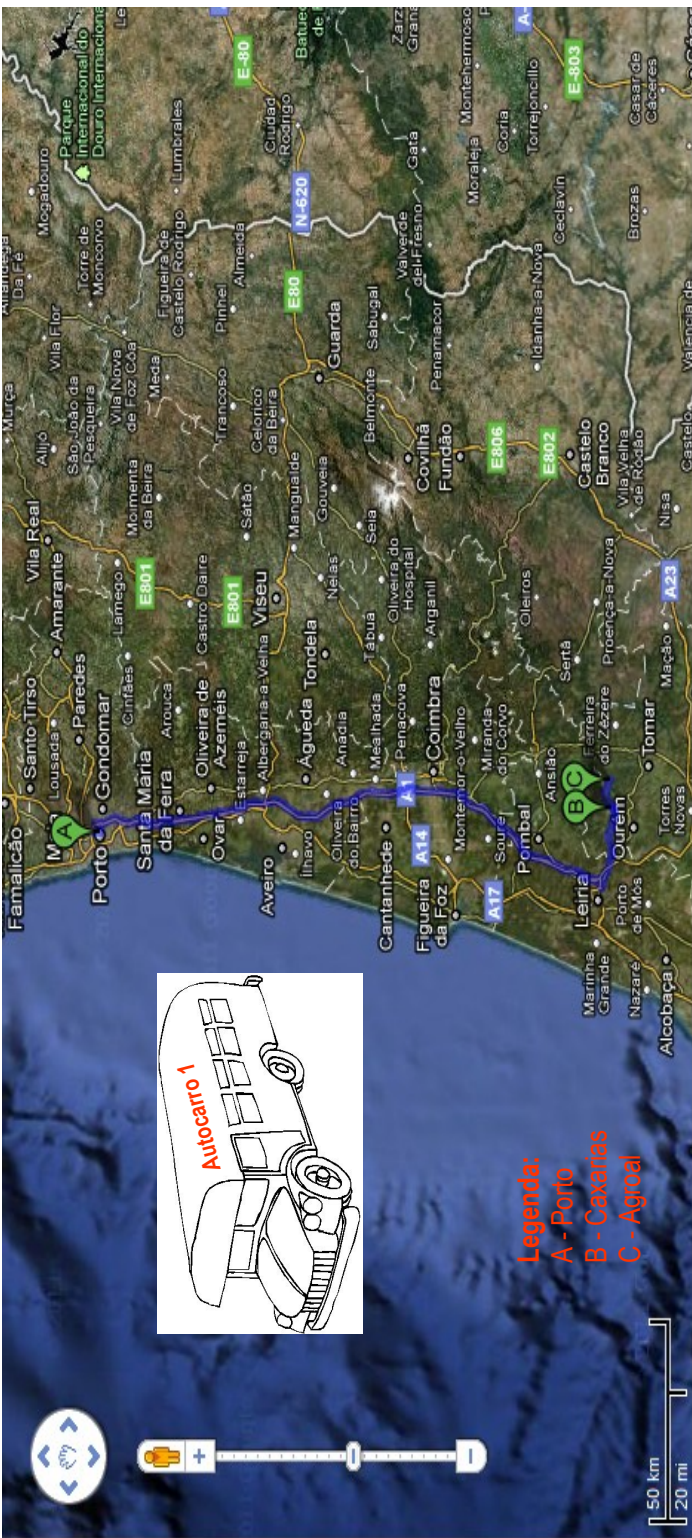 Autocarro 1
Legenda:
A - Porto
B - Caxarias
C - Agroal
A
B
C
Famalicão
Santo Tirso
Lousada
Paredes
Gondomar
Porto
Amarante
Vila Real
Murça
Alijó
Vila Flor
Mogadouro
Parque
Internacional do
Douro Internaciona
Torre de
Moncorvo
São João da
Pesqueira
Vila Nova
de Foz Côa
Lumbrales
Figueira de
Castelo Rodrigo
Meda
Moimenta
da Beira
Lamego
E801
Cinfães
Arouca
Santa Maria
da Feira
Castro Daire
Oliveira de
Azeméis
Ovar
Estarreja
Albergaria-a-Velha
E801
Viseu
Sátão
Trancoso
Pinhel
Almeida
E-80
Ciudad
Rodrigo
N-620
E80
Celorico
da Beira
Guarda
Mangualde
Gouveia
Nelas
Tondela
Águeda
Aveiro
Ílhavo
Oliveira
do Bairro
Anadia
Mealhada
Tábua
Seia
Oliveira do
Hospital
Belmonte
Sabugal
Gata
Valverde
del Fresno
Penamacor
Covilhã
Fundão
Arganil
Penacova
A1
Coimbra
Cantanhede
A14
Figueira
da Foz
Montemor-o-Velho
Miranda
do Corvo
Soure
A17
Pombal
Ansião
E806
E802
Castelo
Branco
Idanha-a-Nova
Moraleja
Montehermoso
Coria
Torrejoncillo
E-803
Ceclavín
Brozas
Casar de
Cáceres
Oleiros
Sertã
Proença-a-Nova
Vila Velha
de Ródão
Nisa
A23
Mação
Ferreira
do Zêzere
Tomar
Ourém
Torres
Novas
Leiria
Marinha
Grande
Porto
de Mós
Nazaré
Alcobaça
50 km
20 mi